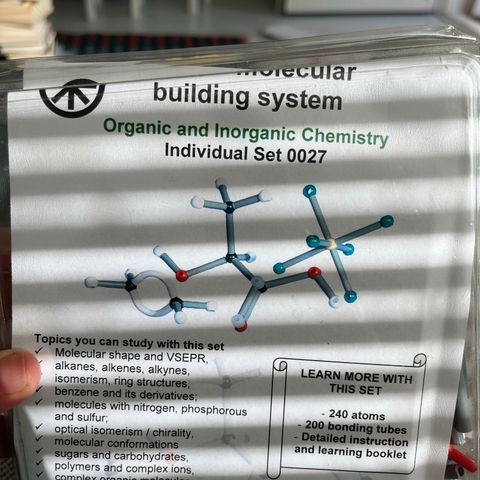 molecular
building system
Organic and Inorganic Chemistry
Individual Set 0027
Topics you can study with this set
✓ Molecular shape and VSEPR,
alkanes, alkenes, alkynes,
isomerism, ring structures,
✓ benzene and its derivatives;
✓ molecules with nitrogen, phosphorous
and sulfur;
✓ optical isomerism / chirality,
✓ molecular conformations
✓ sugars and carbohydrates,
✓ polymers and complex ions,
complex organic molecules
LEARN MORE WITH
THIS SET
- 240 atoms
- 200 bonding tubes
- Detailed instruction
and learning booklet